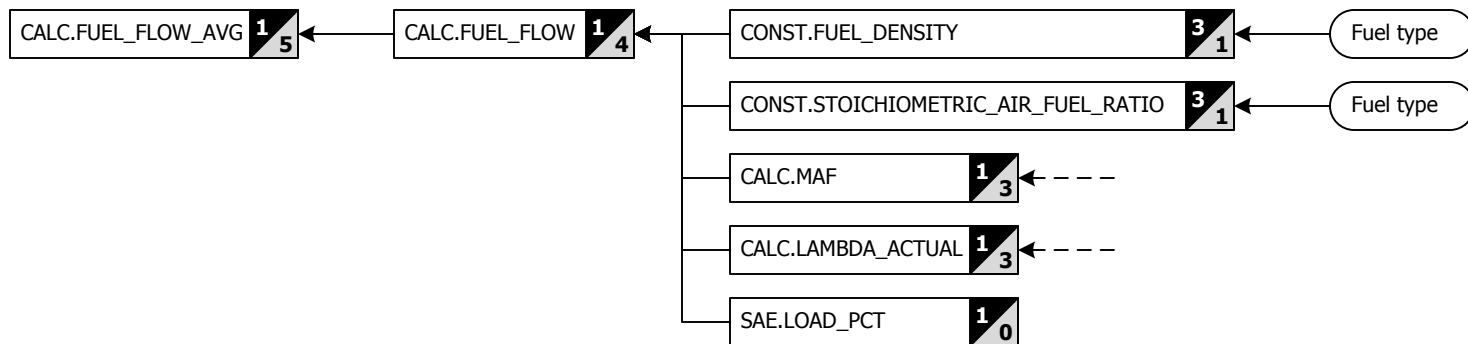 CALC.FUEL_FLOW_AVG 1 5 CALC.FUEL_FLOW 1 4 CONST.FUEL_DENSITY 3 1 Fuel type
CONST.STOICHIOMETRIC_AIR_FUEL_RATIO 3 1 Fuel type
CALC.MAF 1 3
CALC.LAMBDA_ACTUAL 1 3
SAE.LOAD_PCT 1 0